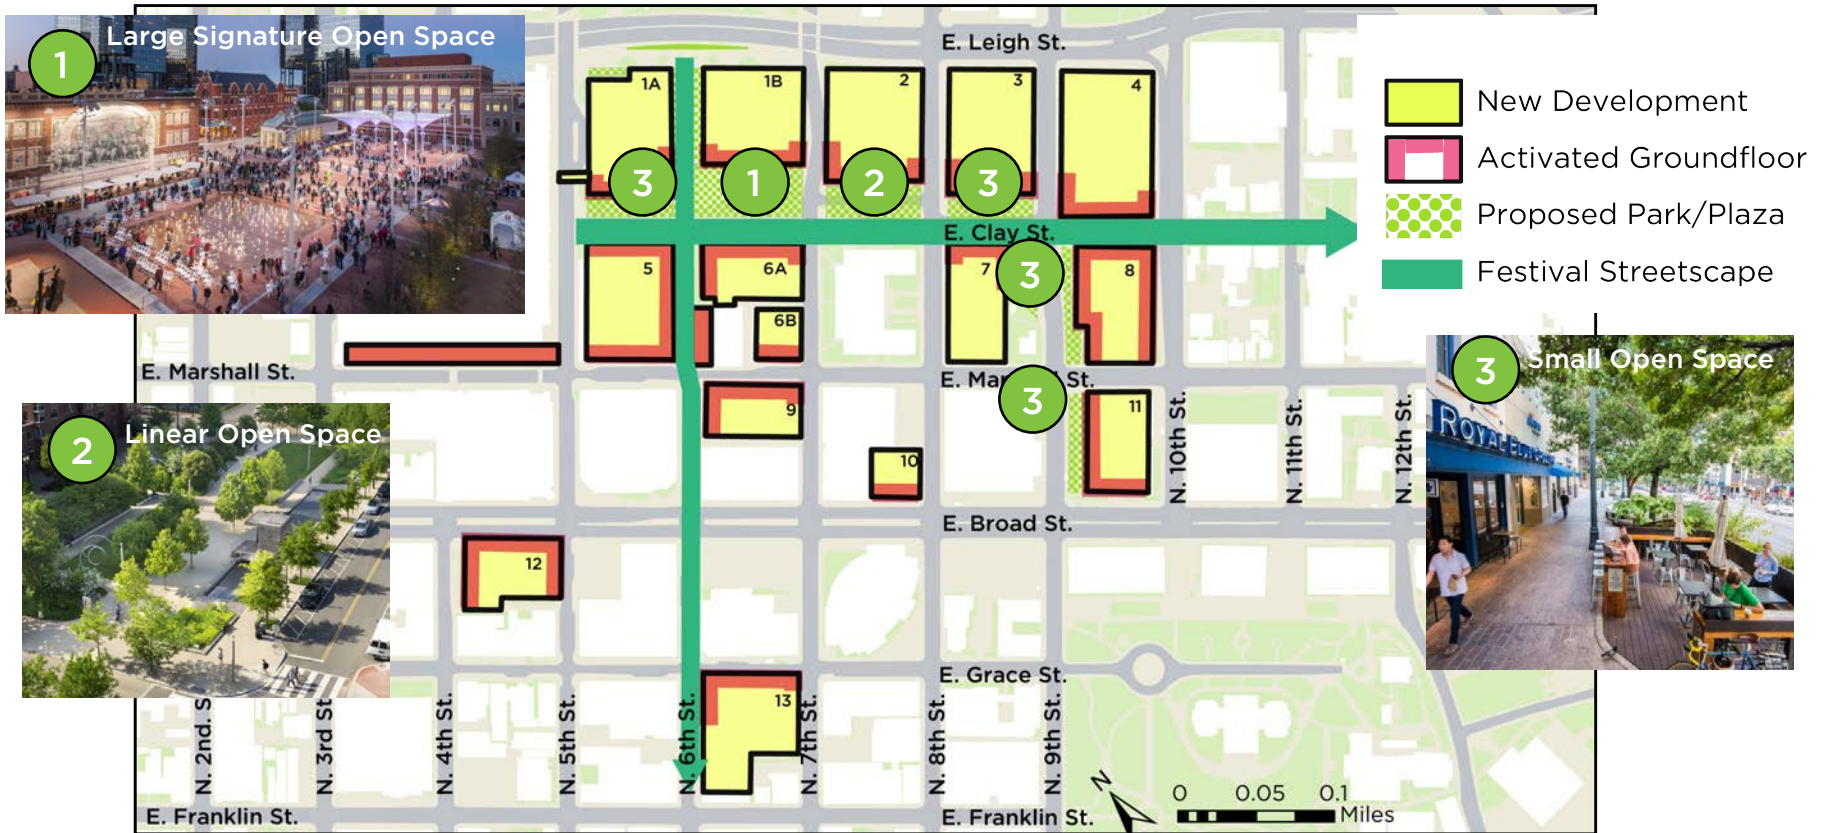 1
Large Signature Open Space
E. Leigh St.
1A
1B
2
3
4
New Development
Activated Groundfloor
Proposed Park/Plaza
Festival Streetscape
3
1
2
3
E. Clay St.
5
6A
7
3
8
6B
E. Marshall St.
E. Mar
St.
3
9
11
10
2
Linear Open Space
3
Small Open Space
ROYAL
N. 10th St.
N. 11th St.
N. 12th St.
E. Broad St.
12
E. Grace St.
13
N. 2nd. S
N. 3rd St.
N. 4th St.
N. 5th St.
N. 6th St.
N. 7th St.
N. 8th St.
N. 9th St.
N
0 0.05 0.1
Miles
E. Franklin St.
E. Franklin St.